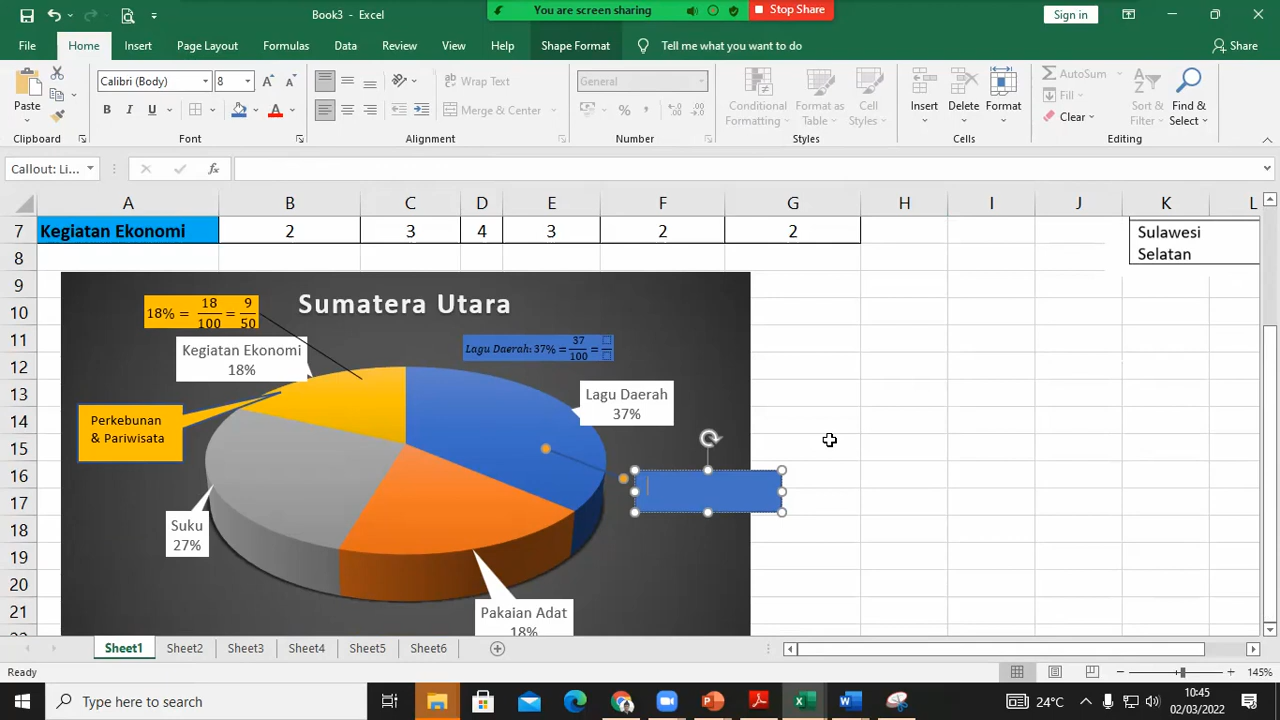 Book3 - Excel
You are screen sharing
Stop Share
Sign in
File
Home
Insert
Page Layout
Formulas
Data
Review
View
Help
Shape Format
Tell me what you want to do
Share
Paste
Calibri (Body)
8
B I U
Wrap Text
Merge & Center
General
Conditional Formatting
Format as Table
Cell Styles
Insert
Delete
Format
AutoSum
Fill
Clear
Sort & Filter
Find & Select
Clipboard
Font
Alignment
Number
Styles
Cells
Editing
Callout: Li...
fx
A B C D E F G H I J K L
7 Kegiatan Ekonomi 2 3 4 3 2 2
Sulawesi
Selatan
8
9
10
11
12
13
14
15
16
17
18
19
20
21
Sumatera Utara
18% = 18/100 = 9/50
Lagu Daerah: 37% = 37/100 =
Kegiatan Ekonomi
18%
Lagu Daerah
37%
Perkebunan
& Pariwisata
Suku
27%
Pakaian Adat
18%
Sheet1
Sheet2
Sheet3
Sheet4
Sheet5
Sheet6
Ready
145%
Type here to search
24°C
10:45
02/03/2022